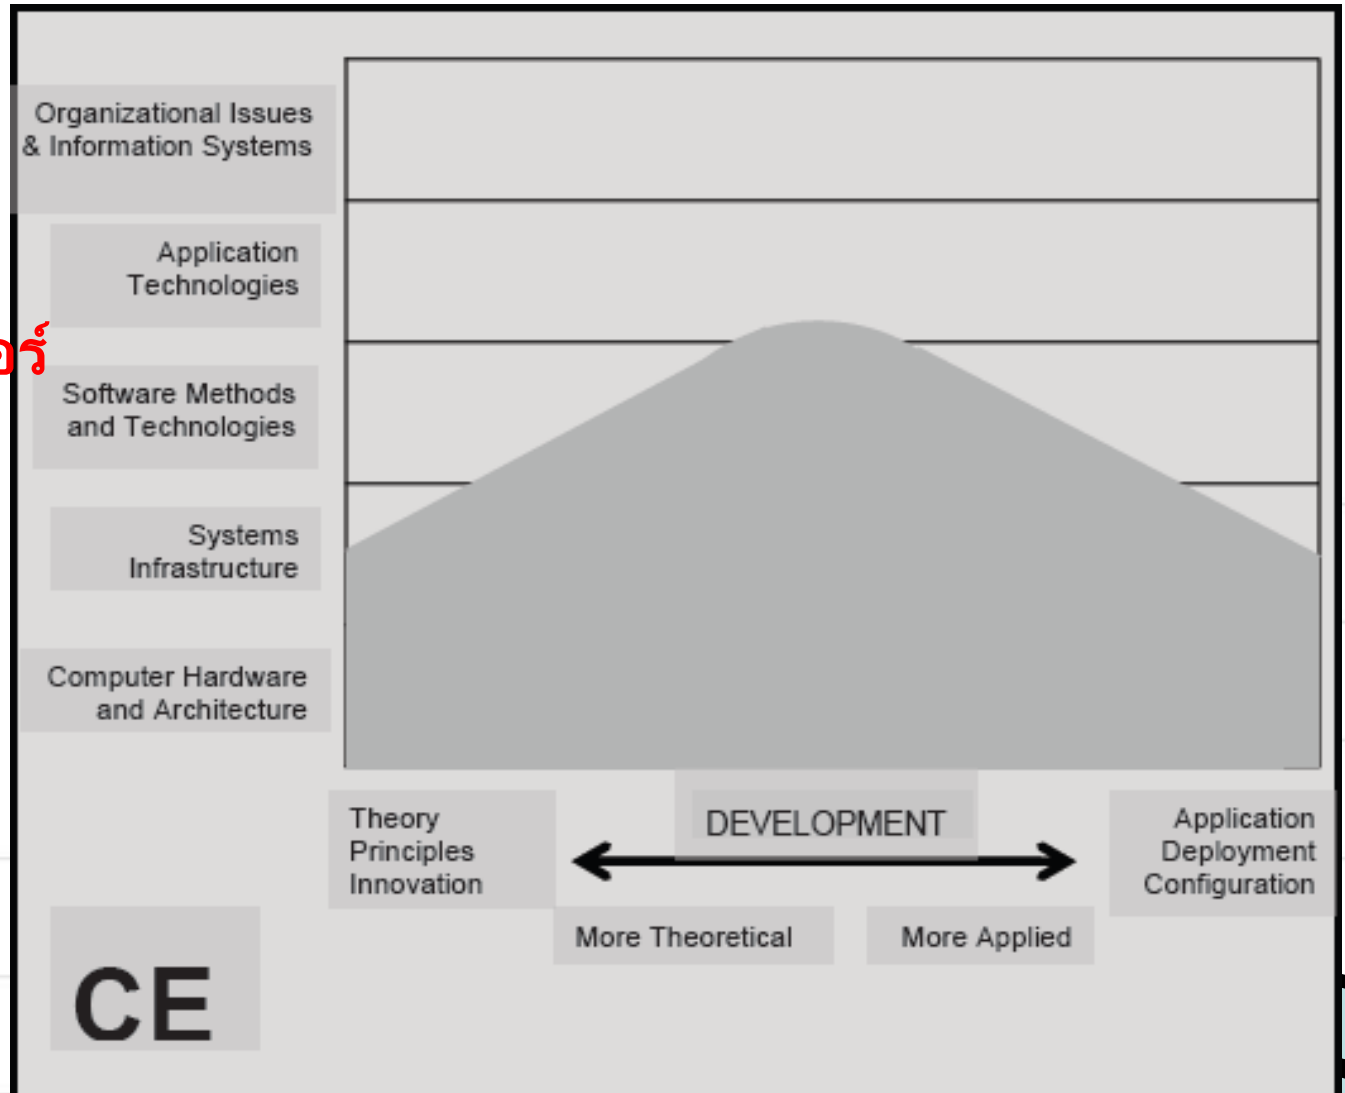 Organizational Issues
& Information Systems
Application
Technologies
Software Methods
and Technologies
Systems
Infrastructure
Computer Hardware
and Architecture
Theory
Principles
Innovation
DEVELOPMENT
Application
Deployment
Configuration
More Theoretical
More Applied
CE